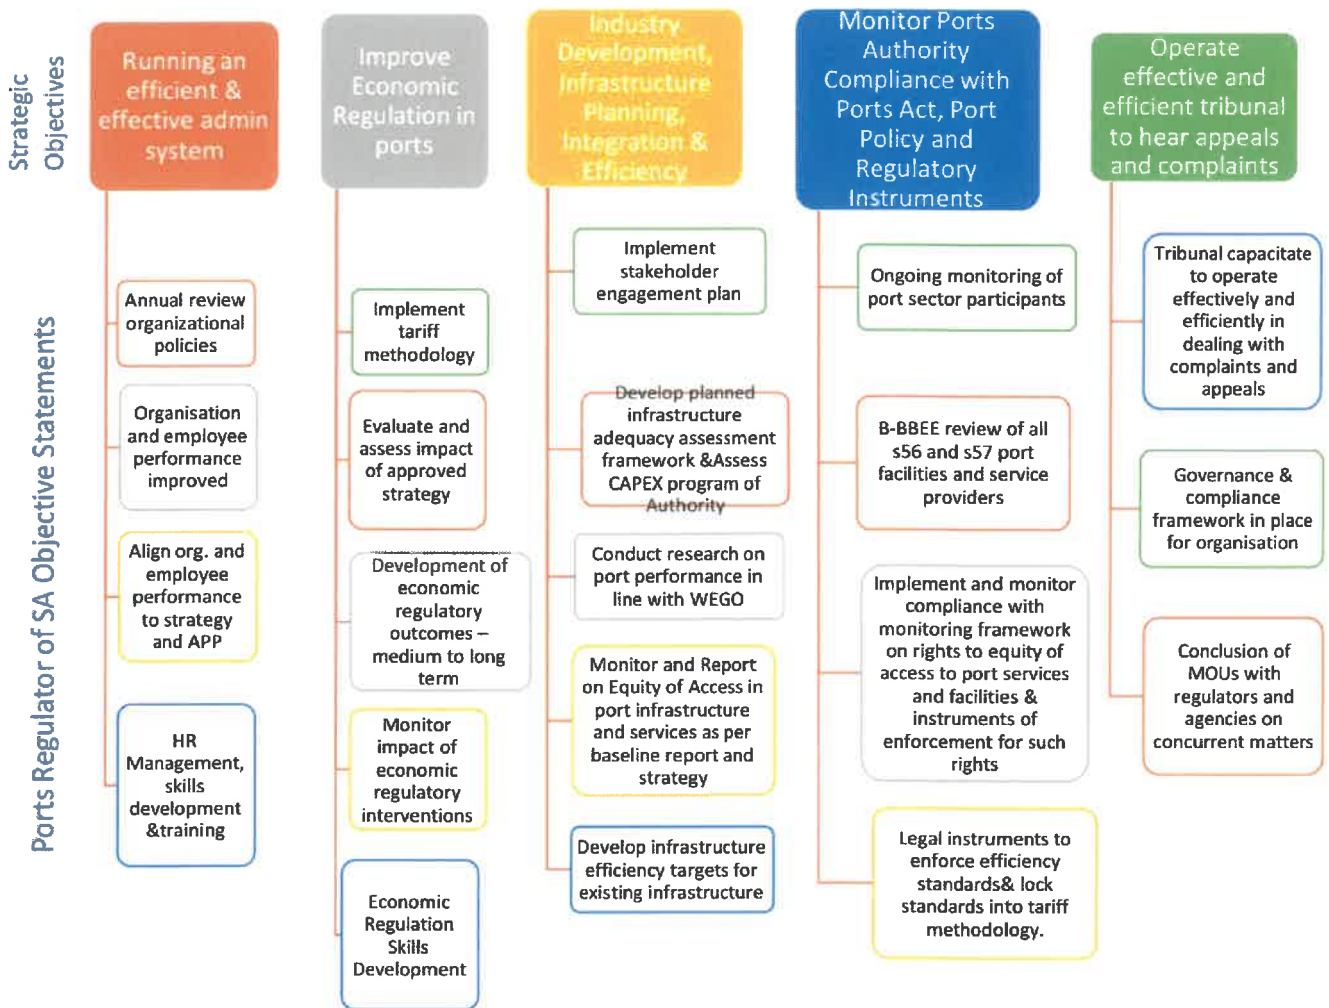 Strategic
Objectives
Running an
efficient &
effective admin
system
Improve
Economic
Regulation in
ports
Industry
Development,
Infrastructure
Planning,
Integration &
Efficiency
Monitor Ports
Authority
Compliance with
Ports Act, Port
Policy and
Regulatory
Instruments
Operate
effective and
efficient tribunal
to hear appeals
and complaints
Ports Regulator of SA Objective Statements
Annual review
organizational
policies
Organisation
and employee
performance
improved
Align org. and
employee
performance
to strategy
and APP
HR
Management,
skills
development
&training
Implement
tariff
methodology
Evaluate and
assess impact
of approved
strategy
Development of
economic
regulatory
outcomes –
medium to long
term
Monitor
impact of
economic
regulatory
interventions
Economic
Regulation
Skills
Development
Implement
stakeholder
engagement plan
Develop planned
infrastructure
adequacy assessment
framework &Assess
CAPEX program of
Authority
Conduct research on
port performance in
line with WEGO
Monitor and Report
on Equity of Access in
port infrastructure
and services as per
baseline report and
strategy
Develop infrastructure
efficiency targets for
existing infrastructure
Ongoing monitoring of
port sector participants
B-BBEE review of all
s56 and s57 port
facilities and service
providers
Implement and monitor
compliance with
monitoring framework
on rights to equity of
access to port services
and facilities &
instruments of
enforcement for such
rights
Legal instruments to
enforce efficiency
standards& lock
standards into tariff
methodology.
Tribunal capacitate
to operate
effectively and
efficiently in
dealing with
complaints and
appeals
Governance &
compliance
framework in place
for organisation
Conclusion of
MOUs with
regulators and
agencies on
concurrent matters